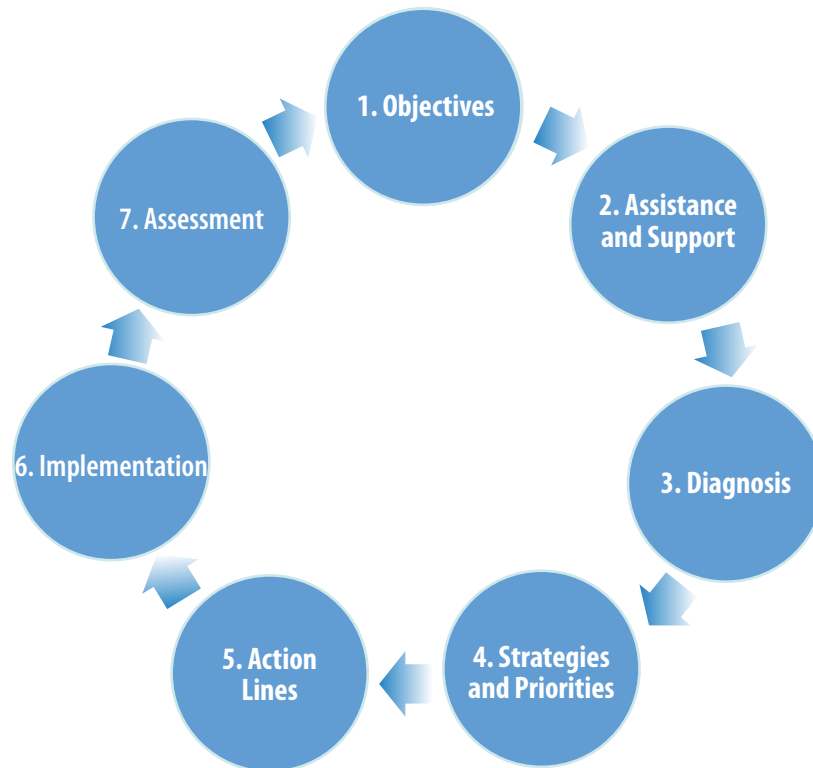 1. Objectives
2. Assistance
and Support
3. Diagnosis
4. Strategies
and Priorities
5. Action
Lines
6. Implementation
7. Assessment